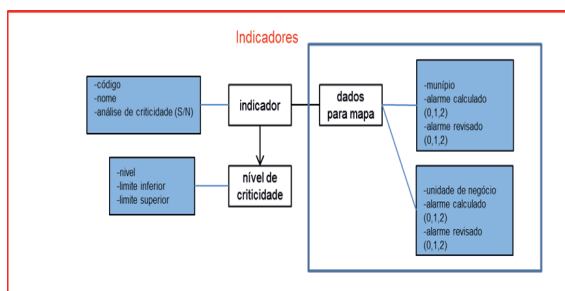 Indicadores
-código
-nome
-análise de criticidade (S/N)
indicador
dados
para mapa
-munípio
-alarme calculado
(0,1,2)
-alarme revisado
(0,1,2)
-nivel
-limite inferior
-limite superior
nível de
criticidade
-unidade de negócio
-alarme calculado
(0,1,2)
-alarme revisado
(0,1,2)